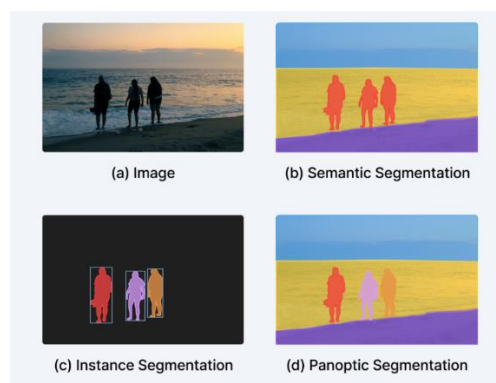 (a) Image
(b) Semantic Segmentation
(c) Instance Segmentation
(d) Panoptic Segmentation